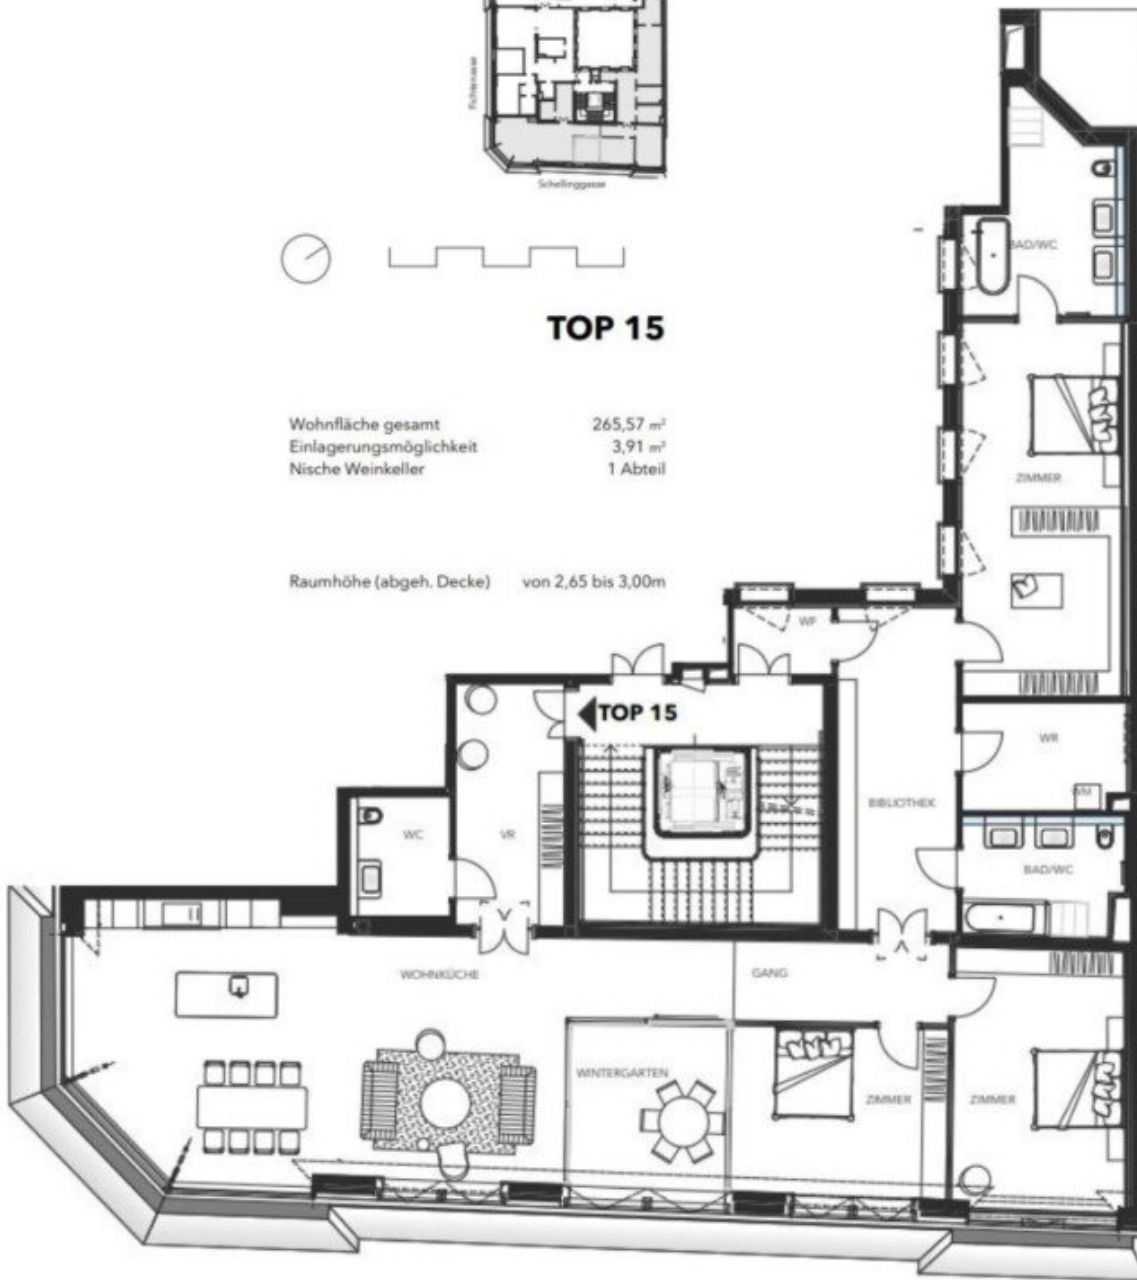 Fichtegasse
Schellinggasse
TOP 15
Wohnfläche gesamt 265,57 m²
Einlagerungsmöglichkeit 3,91 m²
Nische Weinkeller 1 Abteil
Raumhöhe (abgeh. Decke) von 2,65 bis 3,00m
BAD/WC
ZIMMER
WF
TOP 15
WR
WM
BIBLIOTHEK
WC
VR
BAD/WC
WOHNKÜCHE
GANG
WINTERGARTEN
ZIMMER
ZIMMER